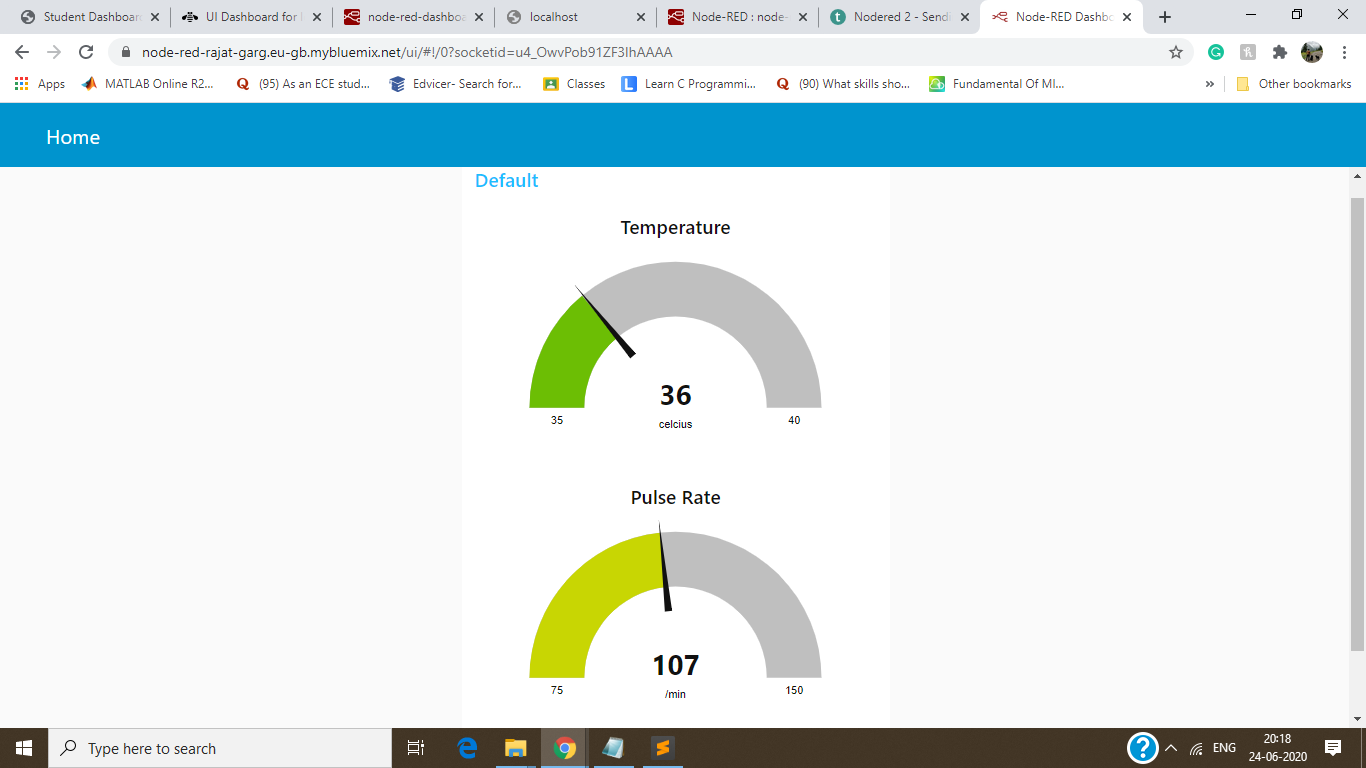 Student Dashboar
UI Dashboard for
node-red-dashboa
localhost
Node-RED : node-
Nodered 2 - Sendi
Node-RED Dashbo
node-red-rajat-garg.eu-gb.mybluemix.net/ui/#!/0?socketid=u4_OwvPob91ZF3IhAAAA
Apps
MATLAB Online R2...
(95) As an ECE stud...
Edvicer- Search for...
Classes
Learn C Programmi...
(90) What skills sho...
Fundamental Of MI...
»
Other bookmarks
Home
Default
Temperature
36
celcius
35
40
Pulse Rate
107
/min
75
150
Type here to search
ENG
20:18
24-06-2020